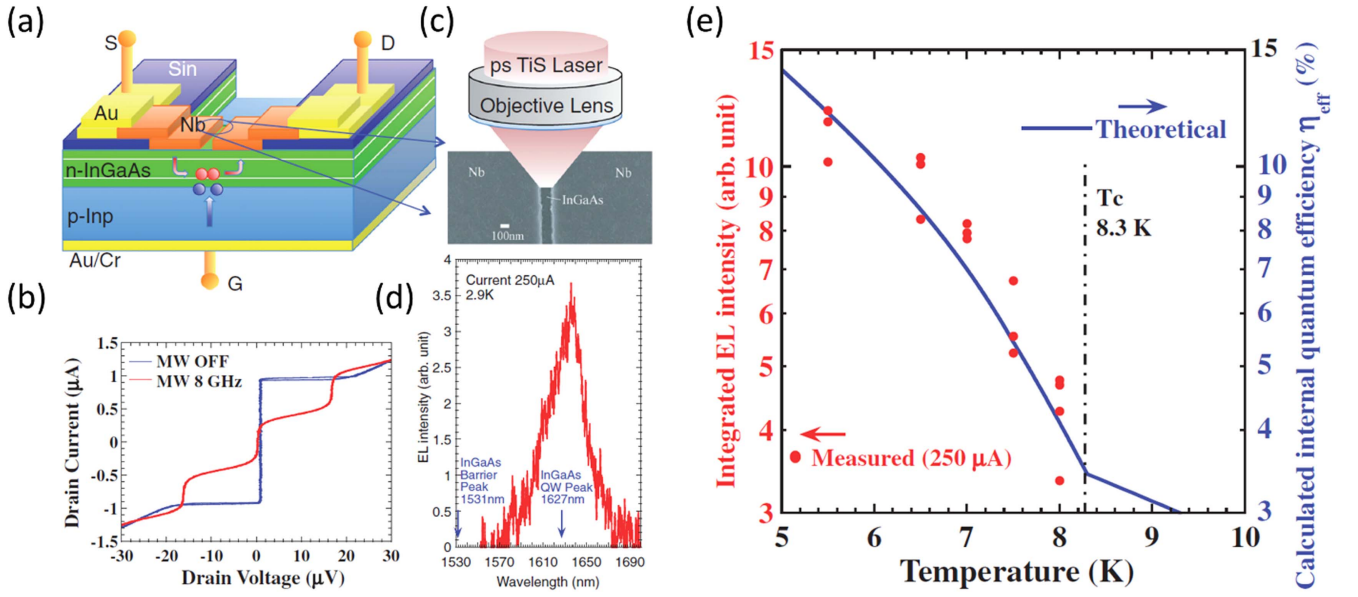 (a)
S
D
Sin
Au
Nb
n-InGaAs
p-Inp
Au/Cr
G
(b)
MW OFF
MW 8 GHz
Drain Current (μA)
1.5
1
0.5
0
-0.5
-1
-1.5
-30 -20 -10 0 10 20 30
Drain Voltage (μV)
(c)
ps TiS Laser
Objective Lens
Nb
Nb
InGaAs
100nm
(d)
EL intensity (arb. unit)
4
3.5
3
2.5
2
1.5
1
0.5
0
Current 250μA
2.9K
InGaAs
Barrier
Peak
1531nm
InGaAs
QW Peak
1627nm
1530 1570 1610 1650 1690
Wavelength (nm)
(e)
Integrated EL intensity (arb. unit)
15
10
9
8
7
6
5
4
3
Theoretical
Tc
8.3 K
Measured (250 μA)
5 6 7 8 9 10
Temperature (K)
15
10
9
8
7
6
5
4
3
Calculated internal quantum efficiency ηeff (%)